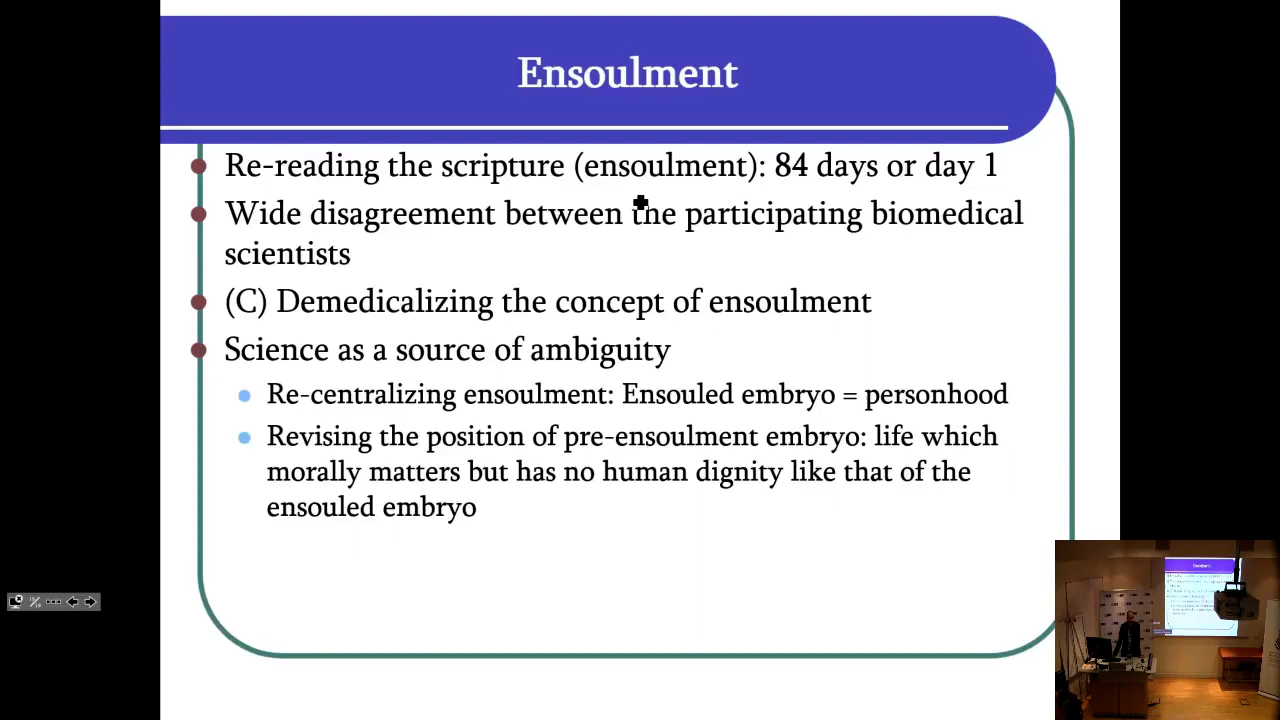 Ensoulment
Re-reading the scripture (ensoulment): 84 days or day 1
Wide disagreement between the participating biomedical
scientists
(C) Demedicalizing the concept of ensoulment
Science as a source of ambiguity
Re-centralizing ensoulment: Ensouled embryo = personhood
Revising the position of pre-ensoulment embryo: life which
morally matters but has no human dignity like that of the
ensouled embryo